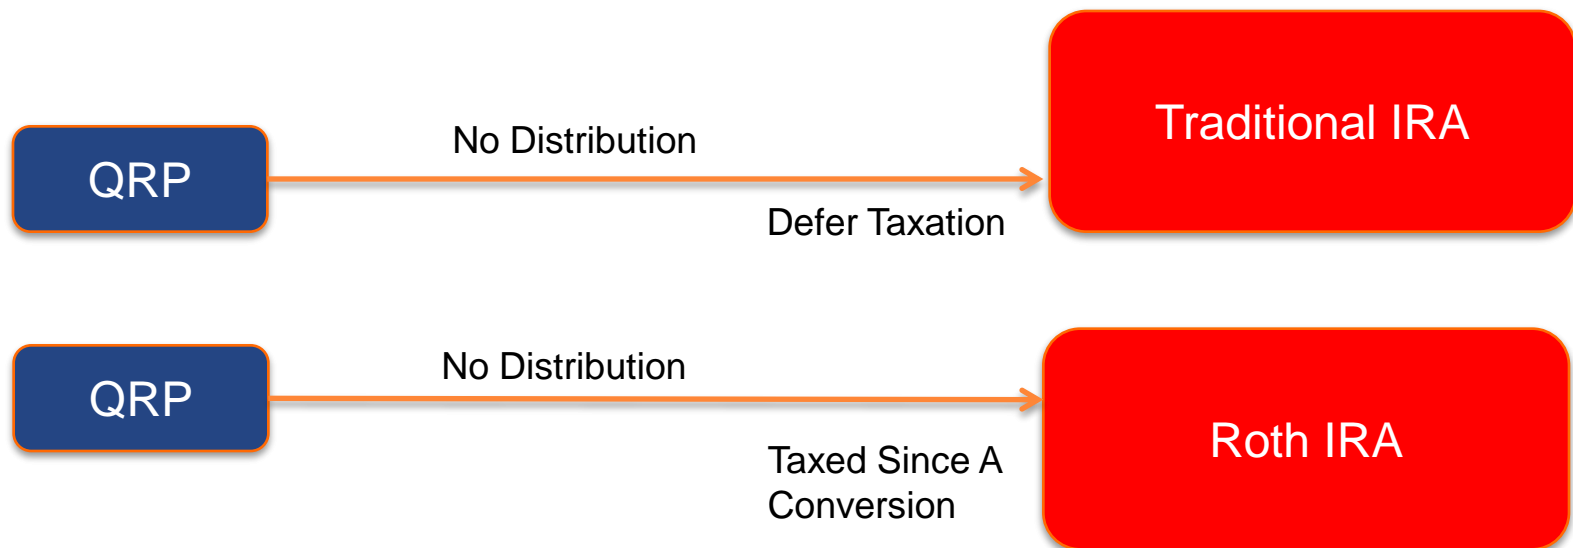 No Distribution
Traditional IRA
QRP
Defer Taxation
No Distribution
QRP
Roth IRA
Taxed Since A
Conversion